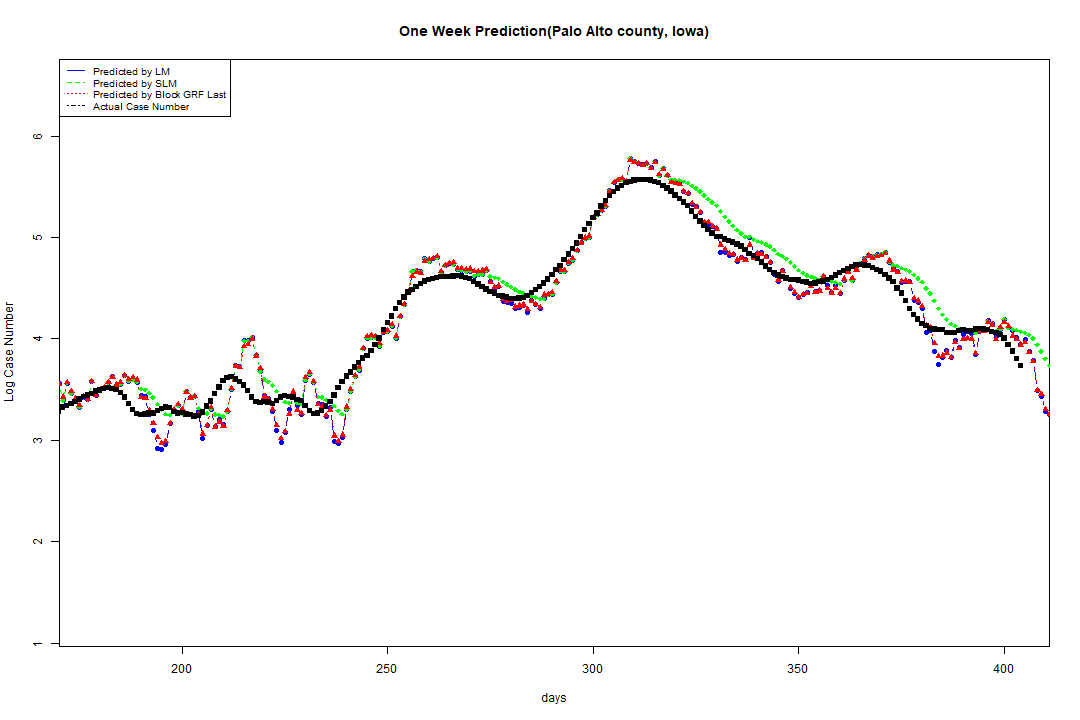 One Week Prediction(Palo Alto county, Iowa)
Predicted by LM
Predicted by SLM
Predicted by Block GRF Last
Actual Case Number
Log Case Number
6
5
4
3
2
1
200 250 300 350 400
days